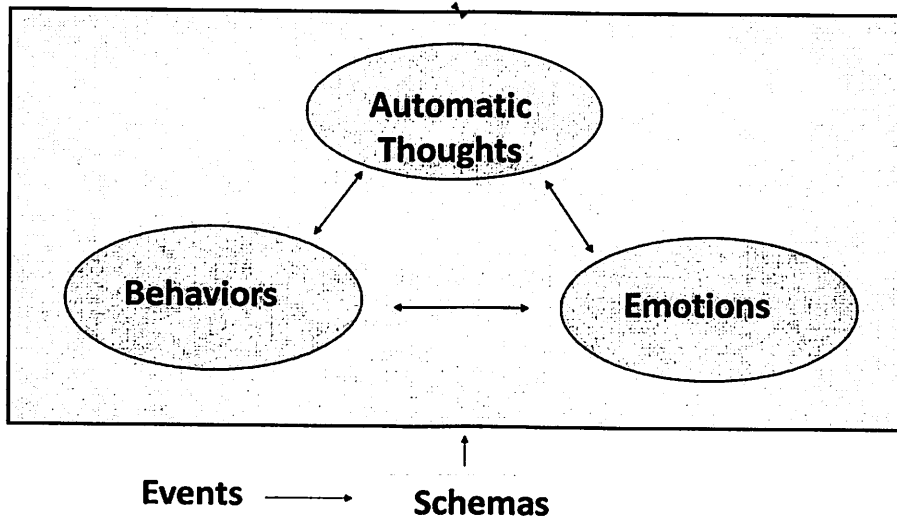 Automatic
Thoughts
Behaviors
Emotions
Events
Schemas